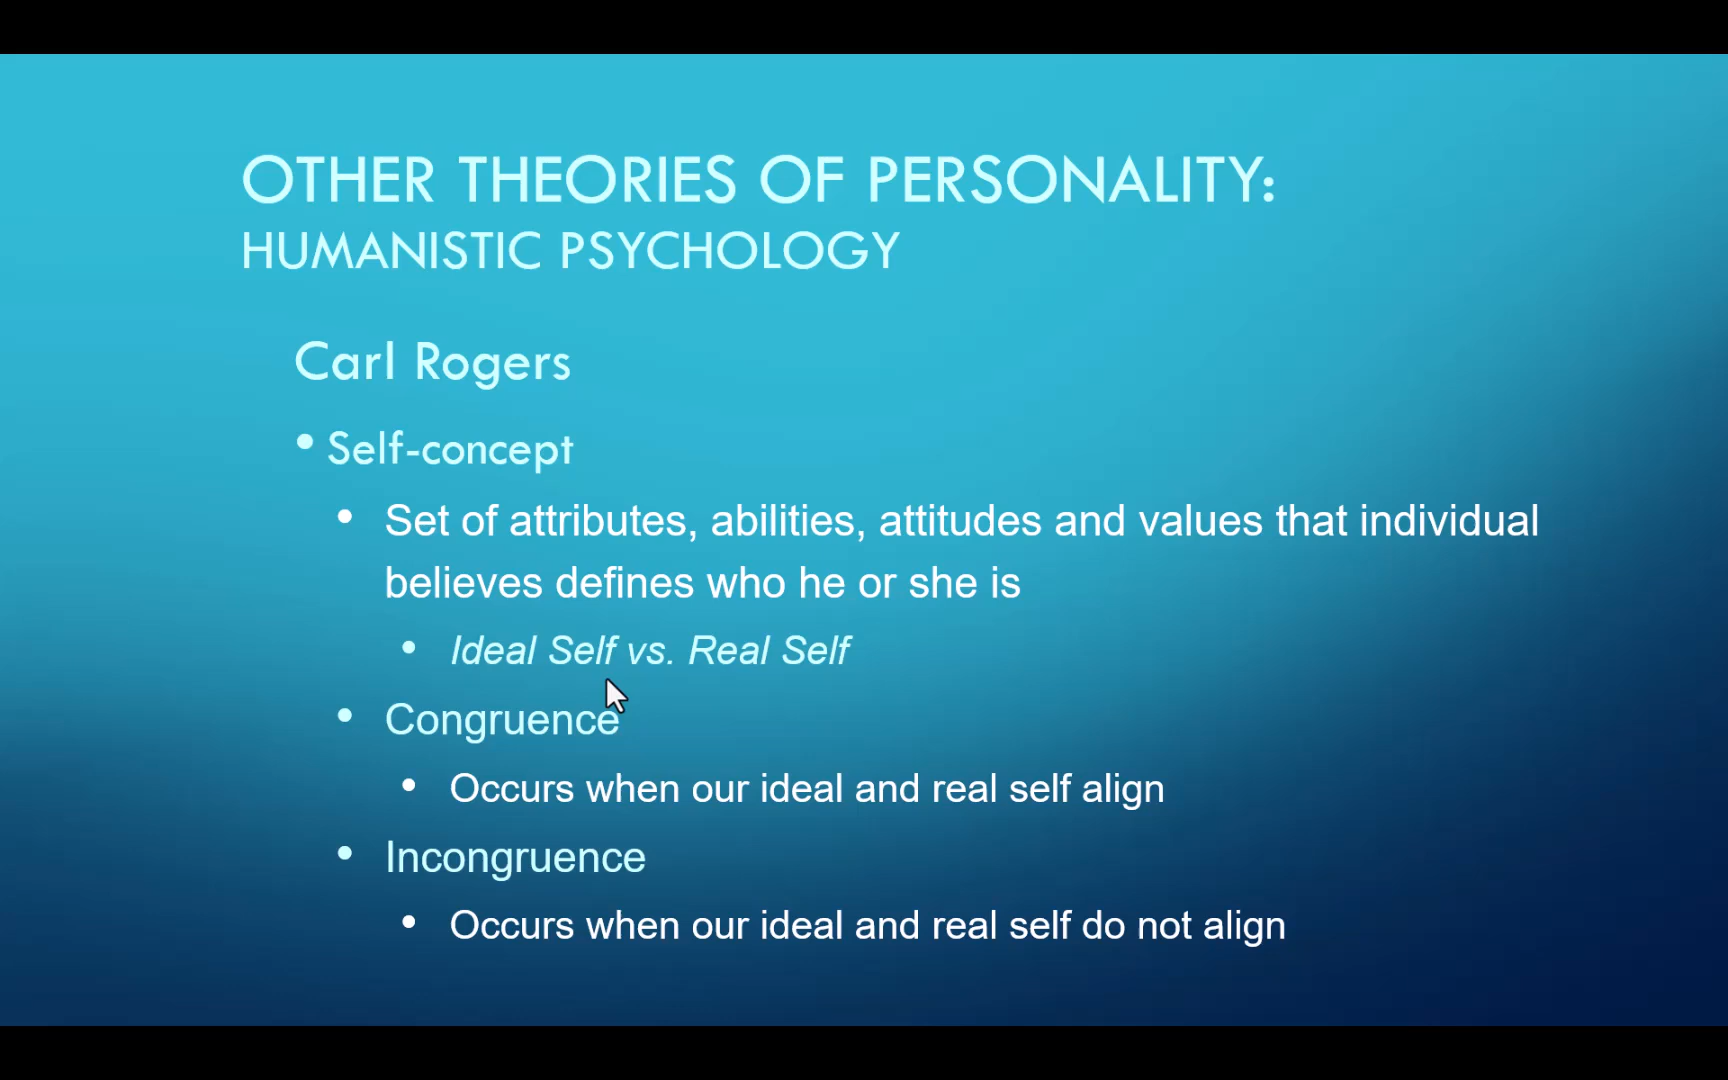 OTHER THEORIES OF PERSONALITY:
HUMANISTIC PSYCHOLOGY
Carl Rogers
• Self-concept
• Set of attributes, abilities, attitudes and values that individual
believes defines who he or she is
• Ideal Self vs. Real Self
• Congruence
• Occurs when our ideal and real self align
• Incongruence
• Occurs when our ideal and real self do not align